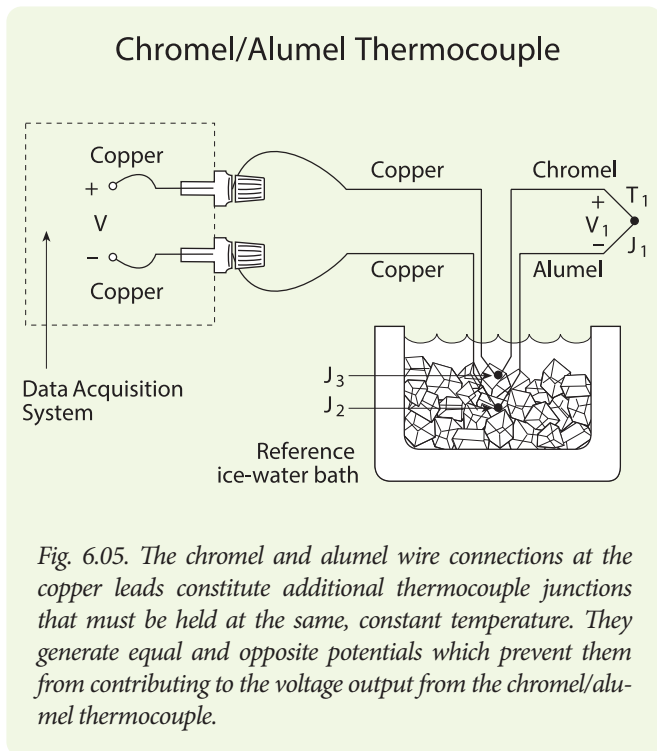 Chromel/Alumel Thermocouple
Copper
+
V
–
Copper
Data Acquisition
System
Copper
Copper
Chromel
+
V1
–
T1
J1
Alumel
J3
J2
Reference
ice-water bath
Fig. 6.05. The chromel and alumel wire connections at the
copper leads constitute additional thermocouple junctions
that must be held at the same, constant temperature. They
generate equal and opposite potentials which prevent them
from contributing to the voltage output from the chromel/alu-
mel thermocouple.